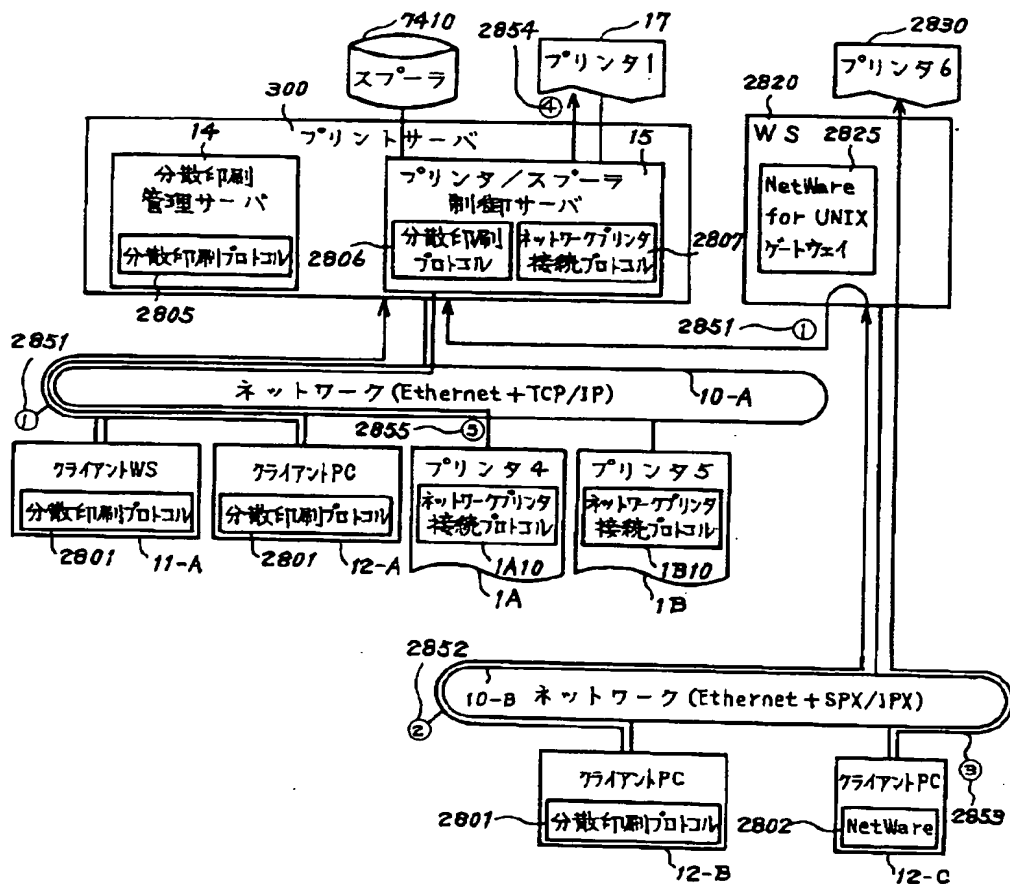 7410
スプーラ
2854
④
17
プリンタ1
2830
プリンタ6
300
プリントサーバ
14
分散印刷
管理サーバ
分散印刷プロトコル
2805
15
プリンタ/スプーラ
制御サーバ
2806
分散印刷
プロトコル
ネットワークプリンタ
接続プロトコル
2807
2820
WS
2825
NetWare
for UNIX
ゲートウェイ
2851
①
2851
①
ネットワーク(Ethernet+TCP/IP)
10-A
2855
⑤
クライアントWS
分散印刷プロトコル
2801
11-A
クライアントPC
分散印刷プロトコル
2801
12-A
プリンタ4
ネットワークプリンタ
接続プロトコル
1A10
1A
プリンタ5
ネットワークプリンタ
接続プロトコル
1B10
1B
2852
②
10-B
ネットワーク(Ethernet+SPX/IPX)
③
2853
クライアントPC
2801
分散印刷プロトコル
12-B
クライアントPC
2802
NetWare
12-C